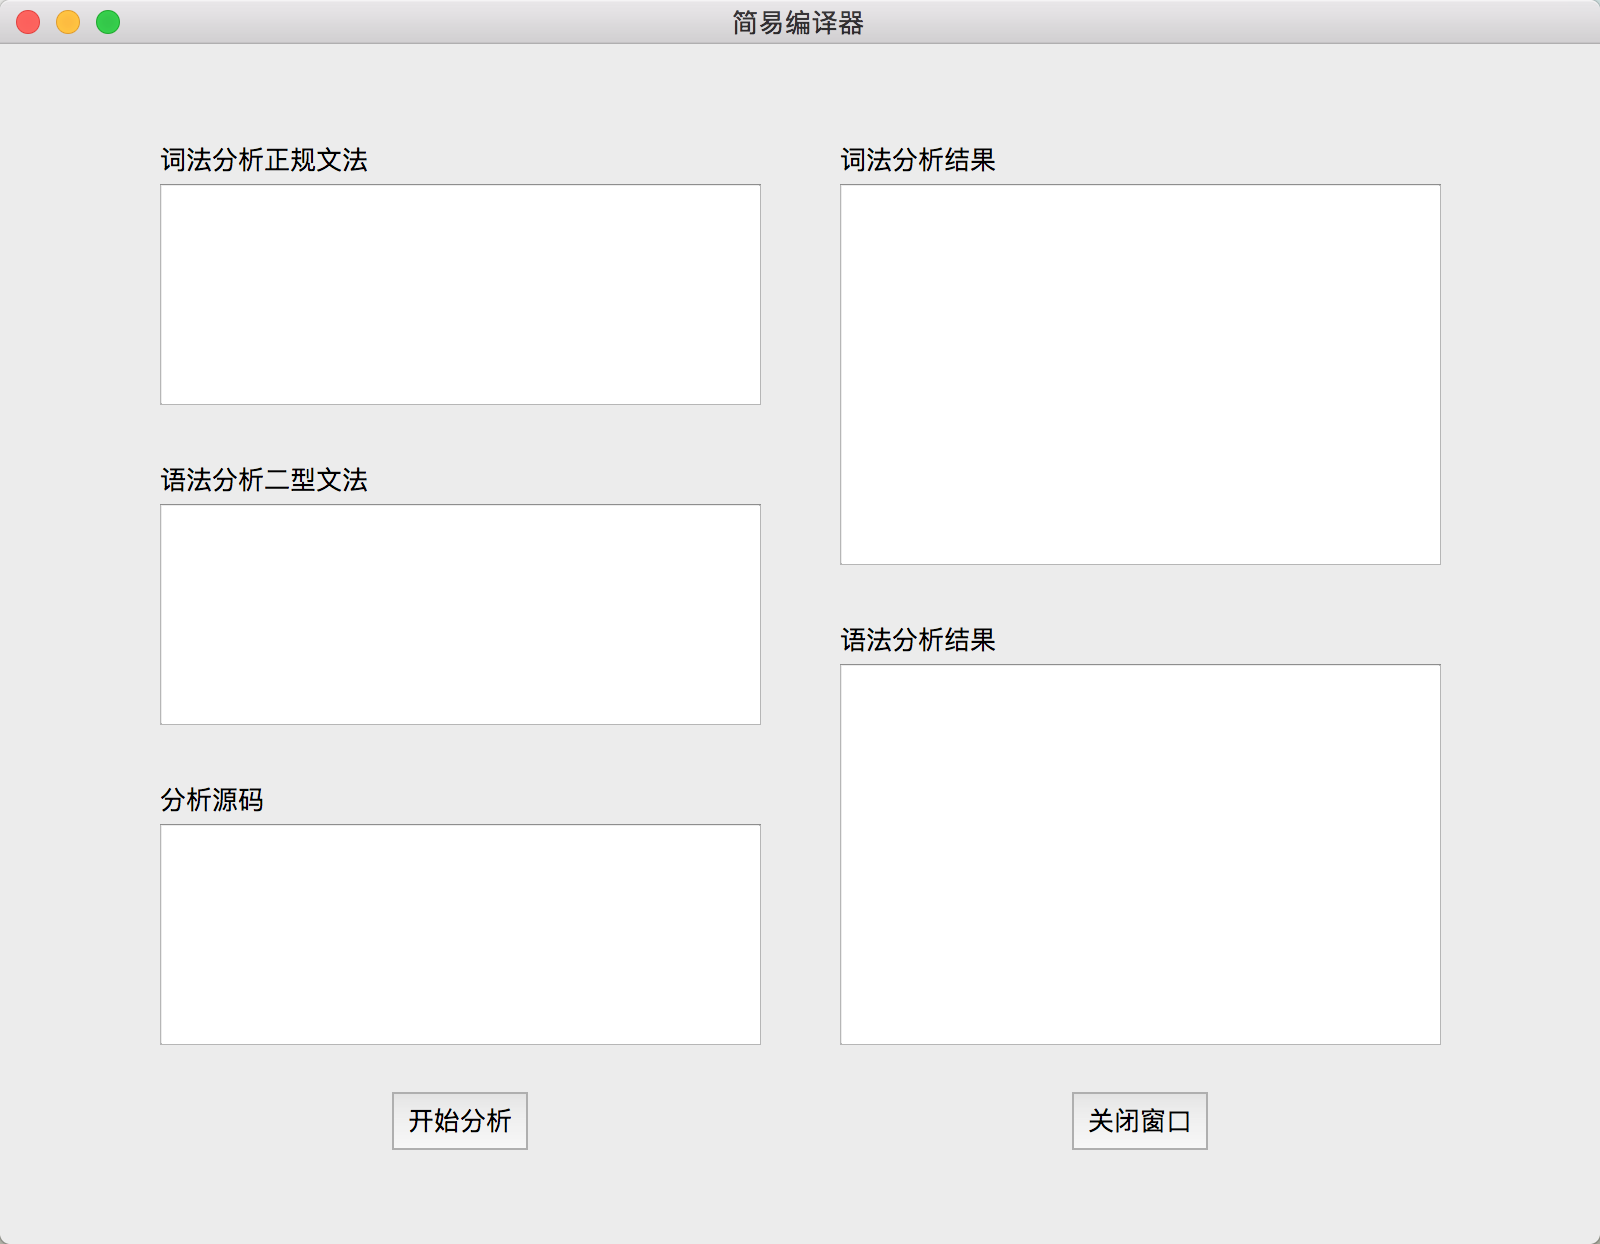 简易编译器
词法分析正规文法
语法分析二型文法
分析源码
开始分析
词法分析结果
语法分析结果
关闭窗口